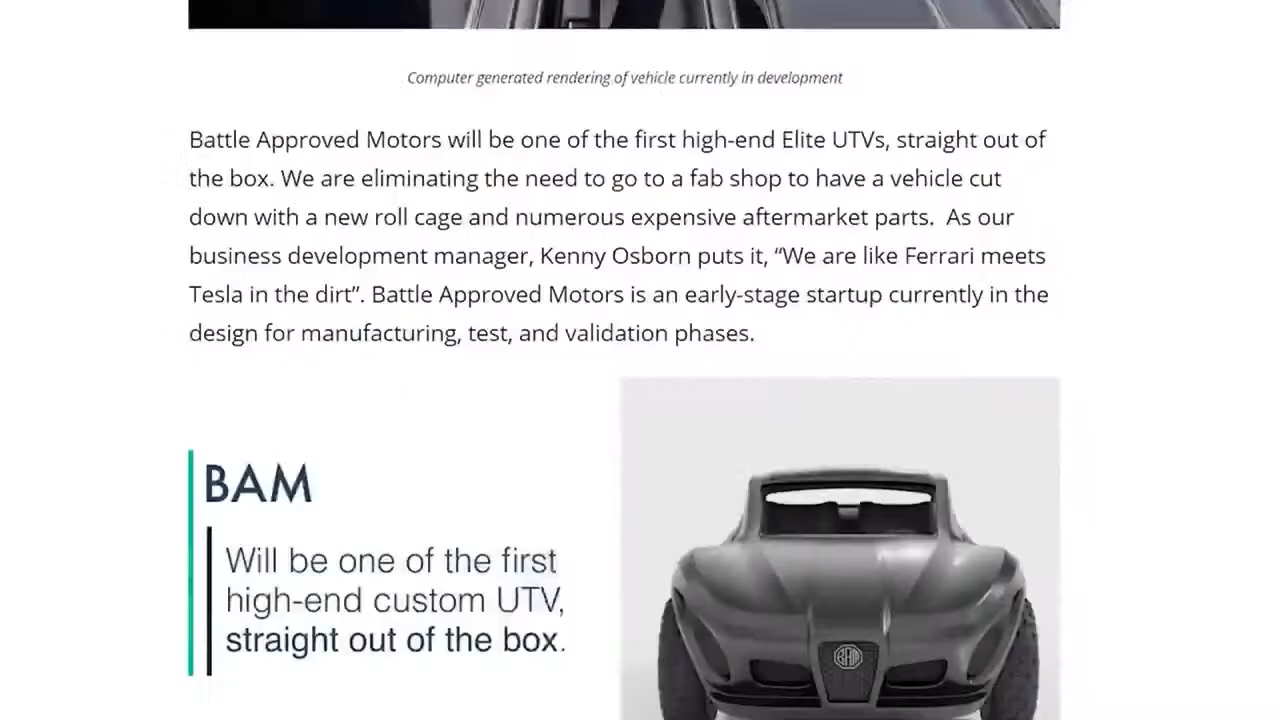 Computer generated rendering of vehicle currently in development
Battle Approved Motors will be one of the first high-end Elite UTVs, straight out of
the box. We are eliminating the need to go to a fab shop to have a vehicle cut
down with a new roll cage and numerous expensive aftermarket parts.  As our
business development manager, Kenny Osborn puts it, “We are like Ferrari meets
Tesla in the dirt”. Battle Approved Motors is an early-stage startup currently in the
design for manufacturing, test, and validation phases.
BAM
Will be one of the first
high-end custom UTV,
straight out of the box.
BAM